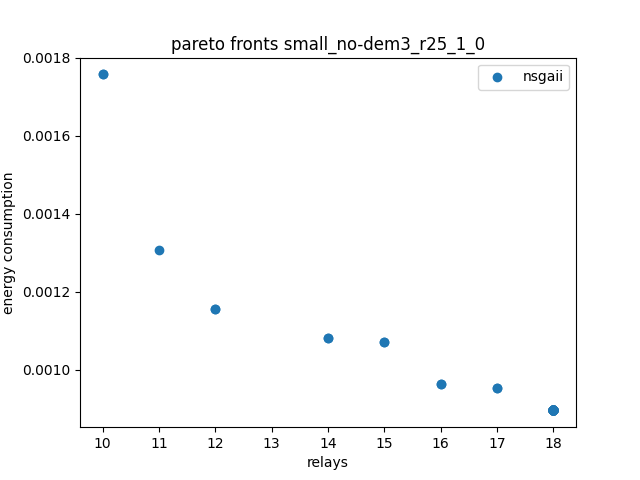 pareto fronts small_no-dem3_r25_1_0
nsgaii
energy consumption
0.0018
0.0016
0.0014
0.0012
0.0010
10 11 12 13 14 15 16 17 18
relays